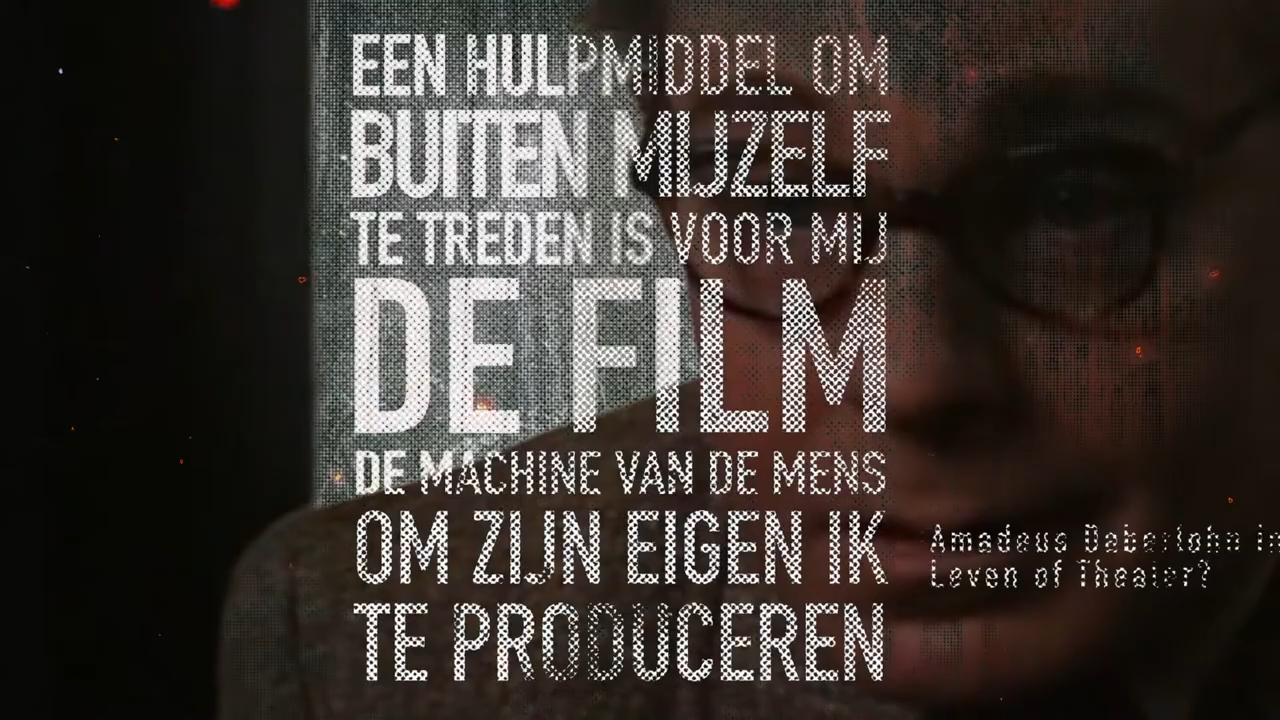 EEN HULPMIDDEL OM
BUITEN MIJZELF
TE TREDEN IS VOOR MIJ
DE FILM
DE MACHINE VAN DE MENS
OM ZIJN EIGEN IK
TE PRODUCEREN
Amadeus Daberlohn in
Leven of Theater?